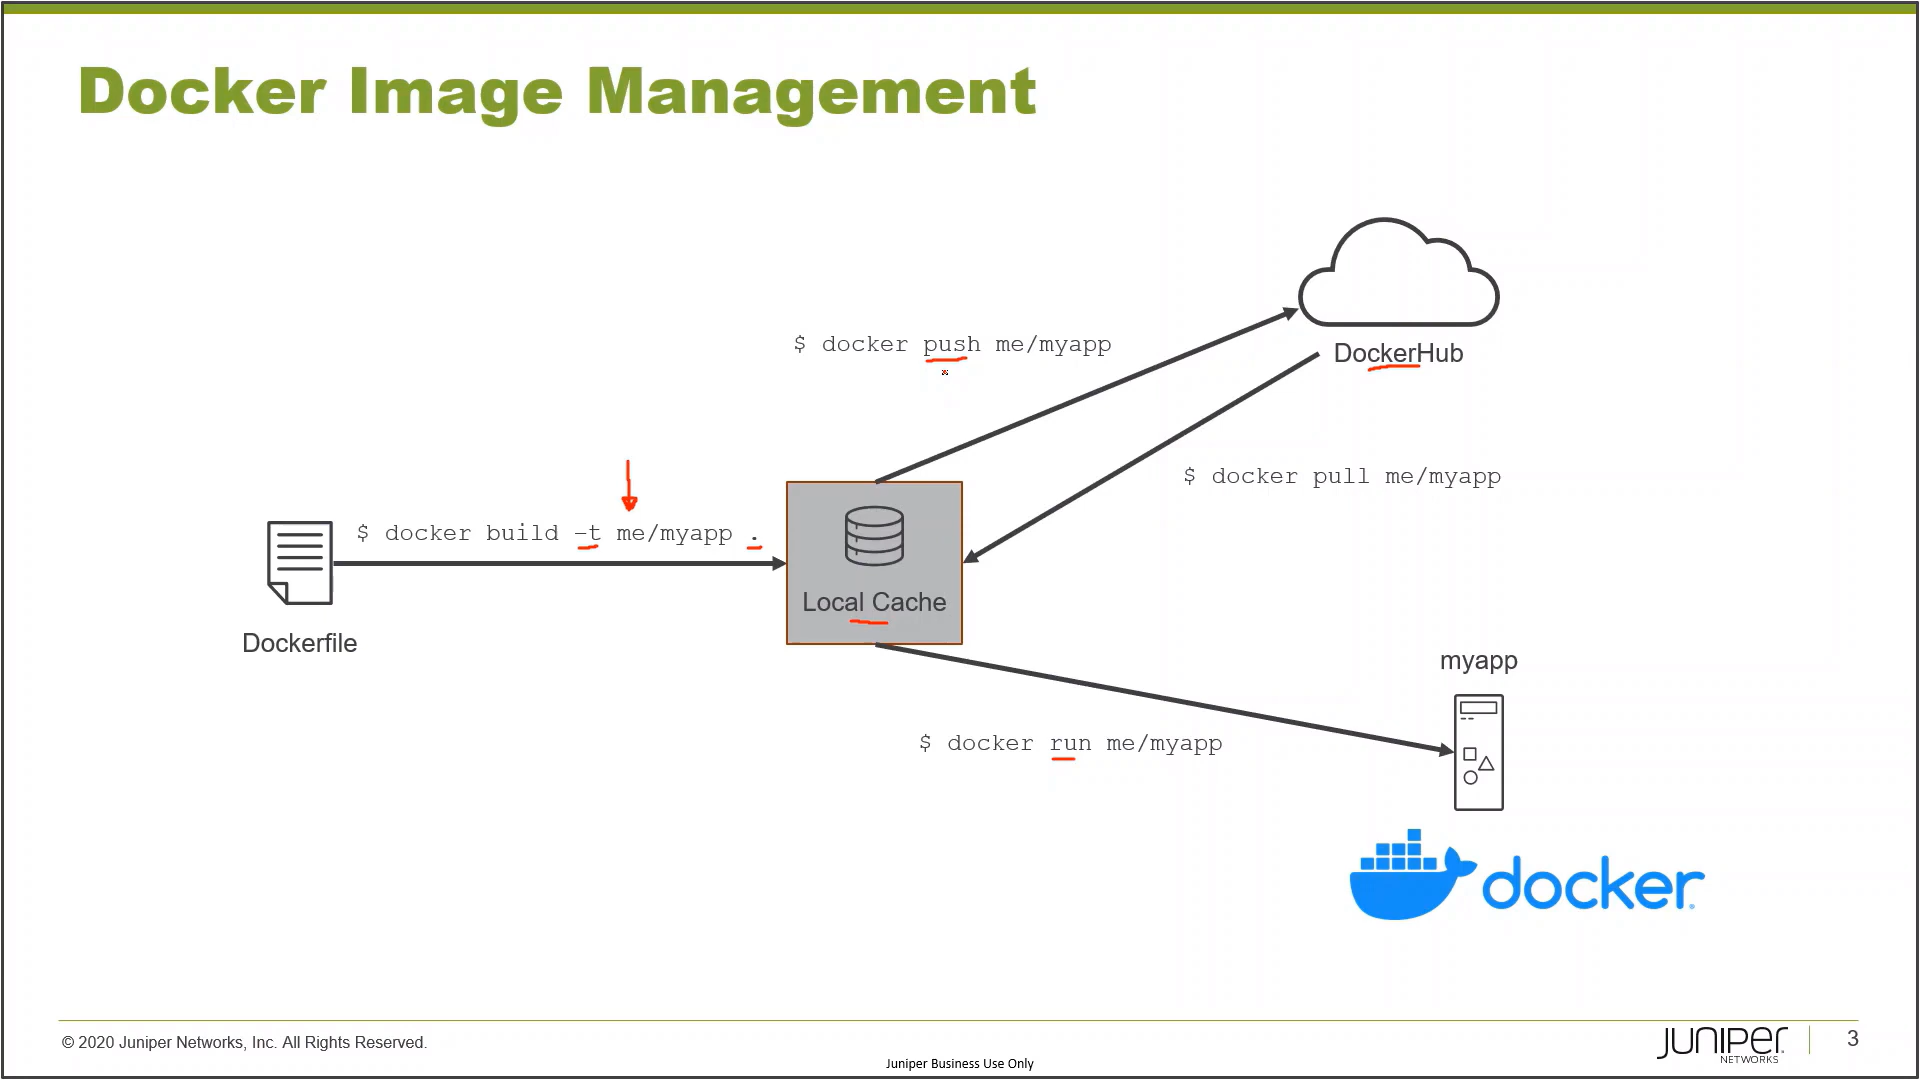 Docker Image Management
$ docker push me/myapp
DockerHub
$ docker pull me/myapp
$ docker build -t me/myapp .
Local Cache
Dockerfile
myapp
$ docker run me/myapp
docker
© 2020 Juniper Networks, Inc. All Rights Reserved.
Juniper Business Use Only
JUNIPER
NETWORKS
3